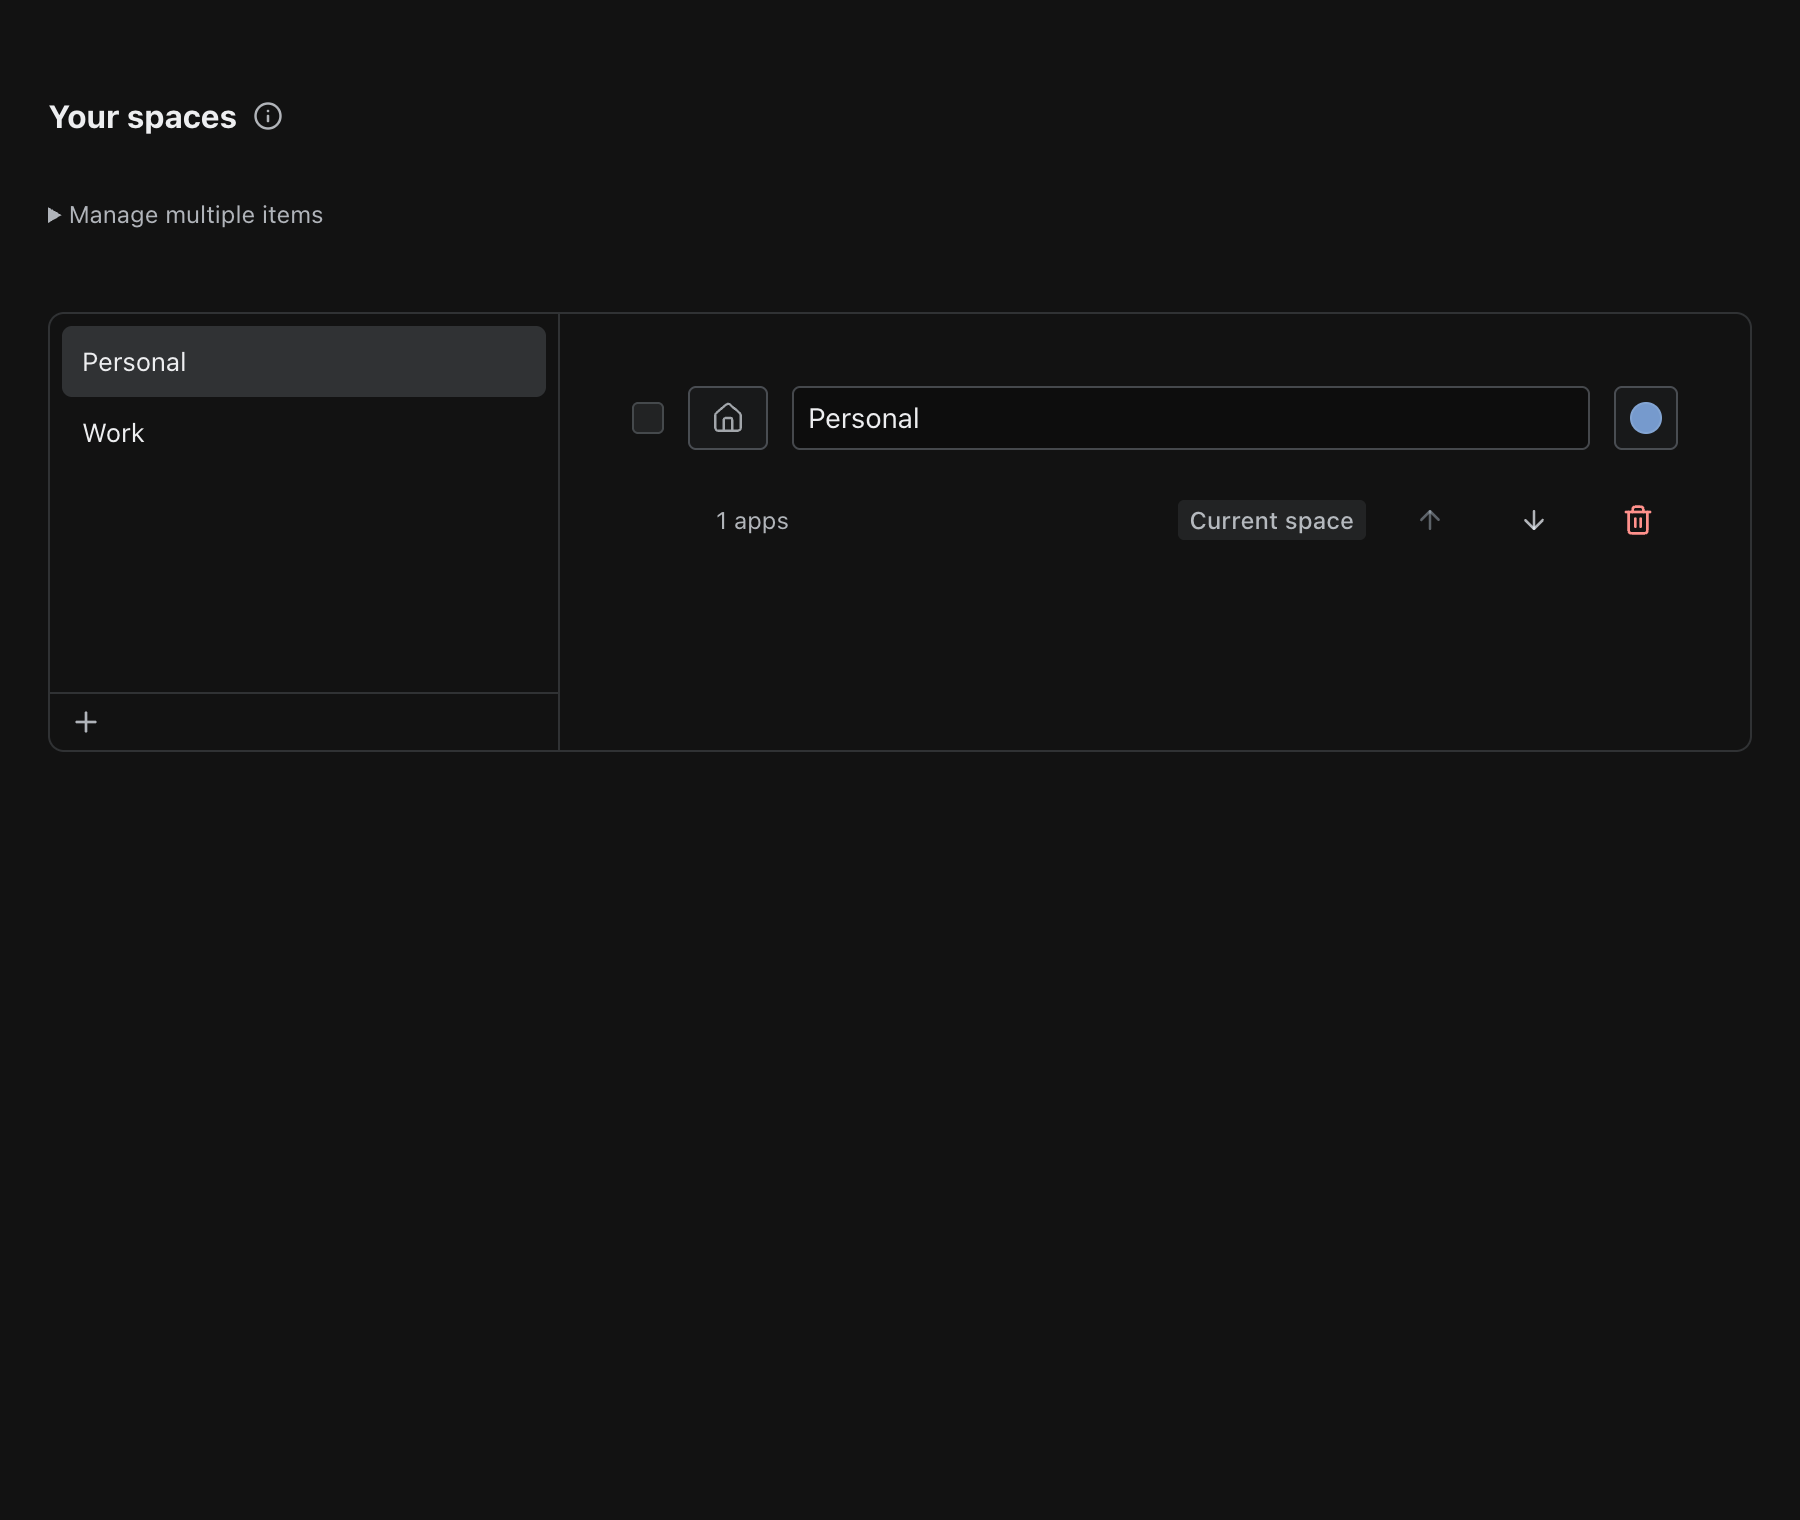 Your spaces
Manage multiple items
Personal
Work
Personal
1 apps
Current space